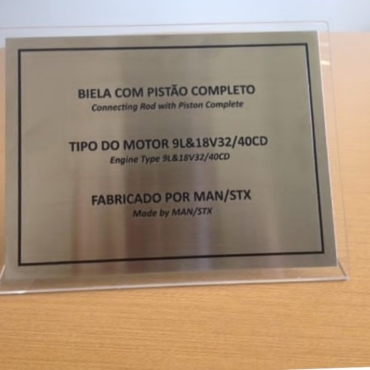 BIELA COM PISTÃO COMPLETO
Connecting Rod with Piston Complete
TIPO DO MOTOR 9L&18V32/40CD
Engine Type 9L&18V32/40CD
FABRICADO POR MAN/STX
Made by MAN/STX